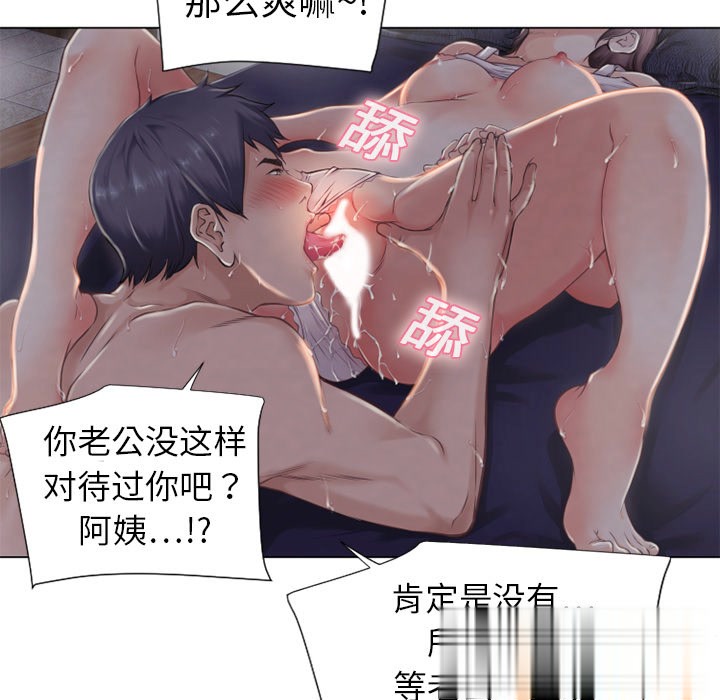 那么爽嘛~!
舔
舔
你老公没这样
对待过你吧？
阿姨...!?
肯定是没有...
等